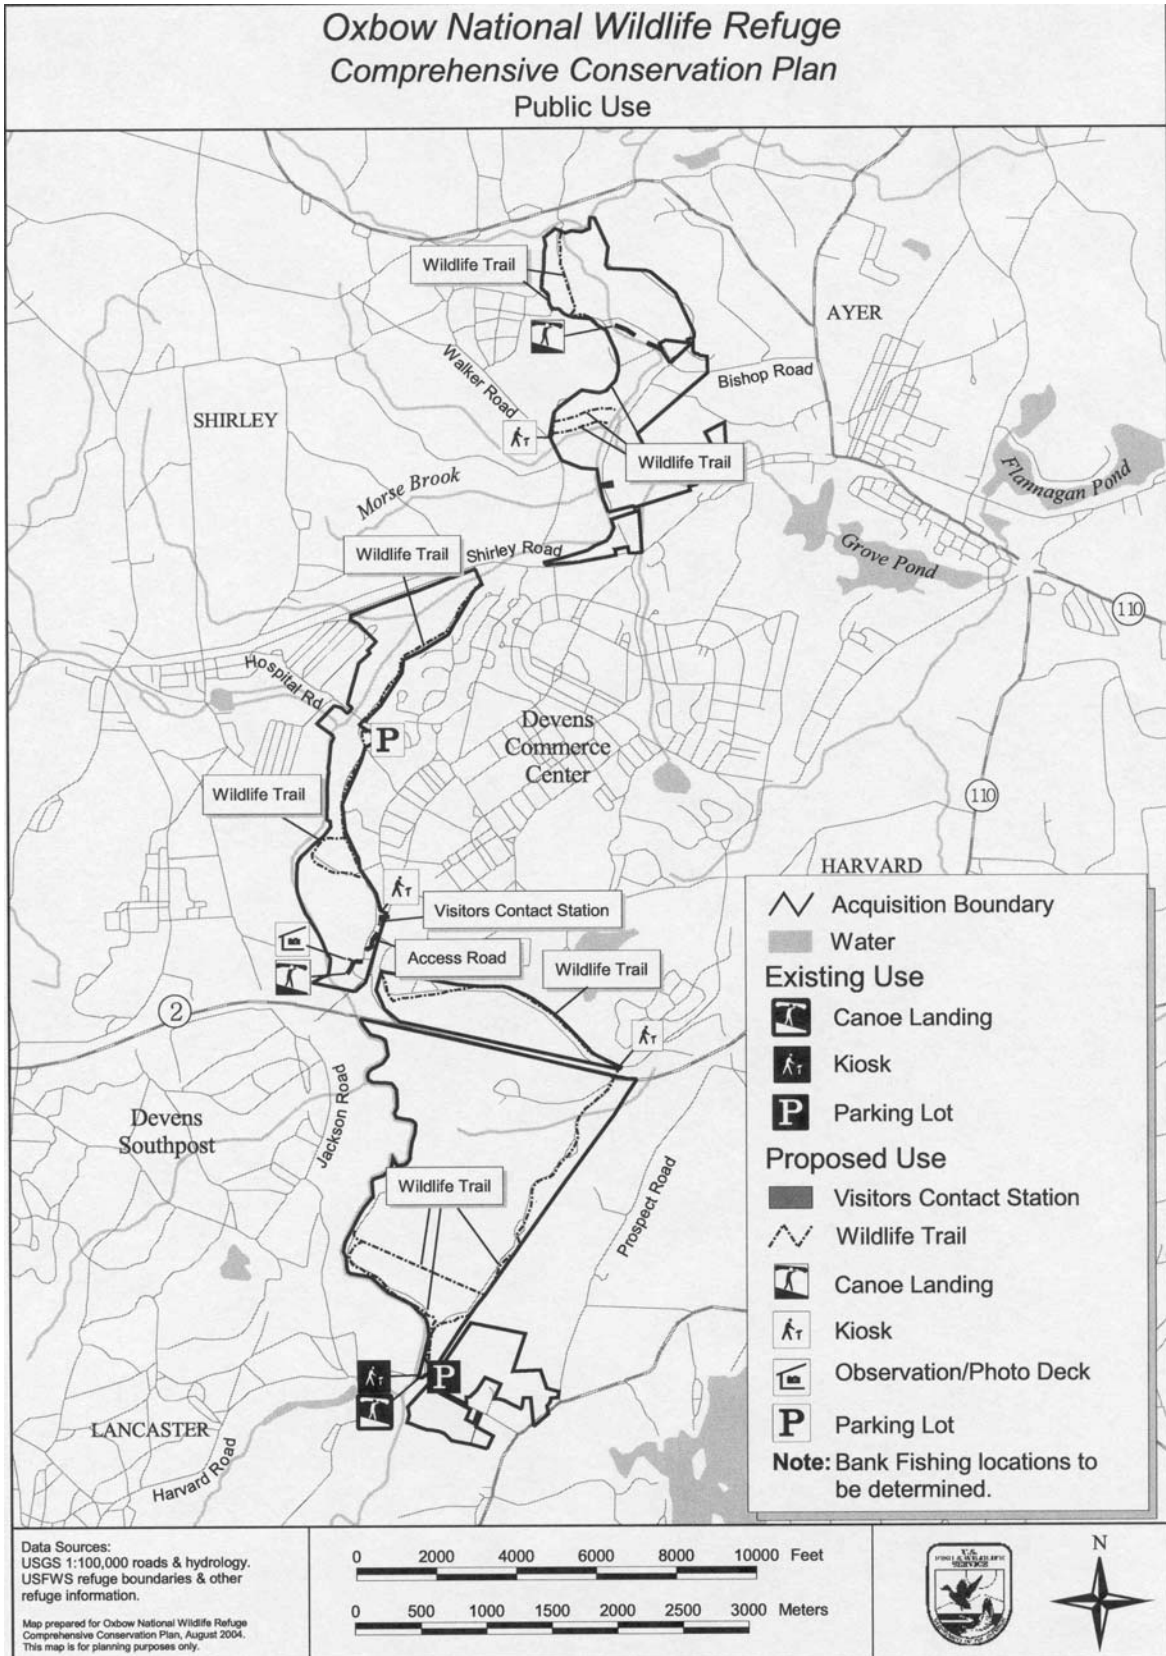 Oxbow National Wildlife Refuge
Comprehensive Conservation Plan
Public Use
Wildlife Trail
AYER
Walker Road
Bishop Road
SHIRLEY
Wildlife Trail
Flannagan Pond
Morse Brook
Grove Pond
Wildlife Trail
Shirley Road
110
Hospital Rd
P
Devens
Commerce
Center
Wildlife Trail
110
HARVARD
Visitors Contact Station
Access Road
Wildlife Trail
2
Jackson Road
Devens
Southpost
Wildlife Trail
Prospect Road
P
LANCASTER
Harvard Road
Acquisition Boundary
Water
Existing Use
Canoe Landing
Kiosk
P Parking Lot
Proposed Use
Visitors Contact Station
Wildlife Trail
Canoe Landing
Kiosk
Observation/Photo Deck
P Parking Lot
Note: Bank Fishing locations to
be determined.
Data Sources:
USGS 1:100,000 roads & hydrology.
USFWS refuge boundaries & other
refuge information.
Map prepared for Oxbow National Wildlife Refuge
Comprehensive Conservation Plan, August 2004.
This map is for planning purposes only.
0 2000 4000 6000 8000 10000 Feet
0 500 1000 1500 2000 2500 3000 Meters
U.S.
FISH & WILDLIFE
SERVICE
N